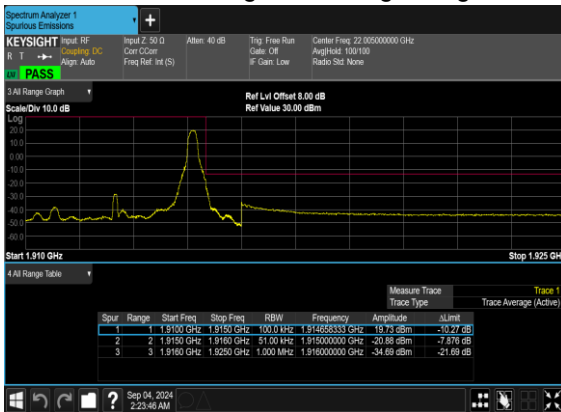 Spectrum Analyzer 1
Spurious Emissions
+
KEYSIGHT Input: RF Input Z: 50 Ω Atten: 40 dB Trig: Free Run Center Freq: 22.005000000 GHz
R T Coupling: DC Corr CCorr Gate: Off Avg|Hold: 100/100
Align: Auto Freq Ref: Int (S) IF Gain: Low Radio Std: None
PASS
3 All Range Graph
Ref Lvl Offset 8.00 dB
Scale/Div 10.0 dB Ref Value 30.00 dBm
Log
20.0
10.0
0.00
-10.0
-20.0
-30.0
-40.0
-50.0
-60.0
Start 1.910 GHz Stop 1.925 GH
4 All Range Table
Measure Trace Trace 1
Trace Type Trace Average (Active)
Spur Range Start Freq Stop Freq RBW Frequency Amplitude ΔLimit
1 1 1.9100 GHz 1.9150 GHz 100.0 kHz 1.914658333 GHz 19.73 dBm -10.27 dB
2 2 1.9150 GHz 1.9160 GHz 51.00 kHz 1.915000000 GHz -20.88 dBm -7.876 dB
3 3 1.9160 GHz 1.9250 GHz 1.000 MHz 1.916000000 GHz -34.69 dBm -21.69 dB
? Sep 04, 2024
2:23:46 AM